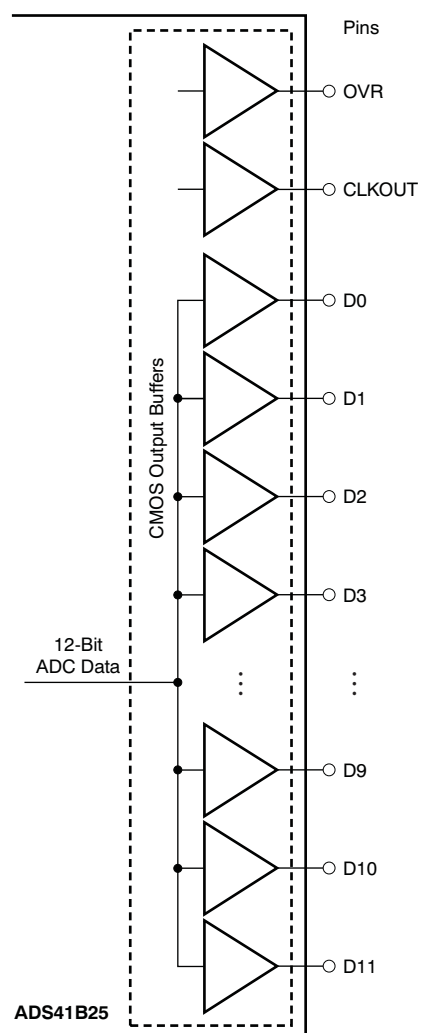 Pins
OVR
CLKOUT
D0
CMOS Output Buffers
D1
D2
D3
12-Bit
ADC Data
D9
D10
D11
ADS41B25